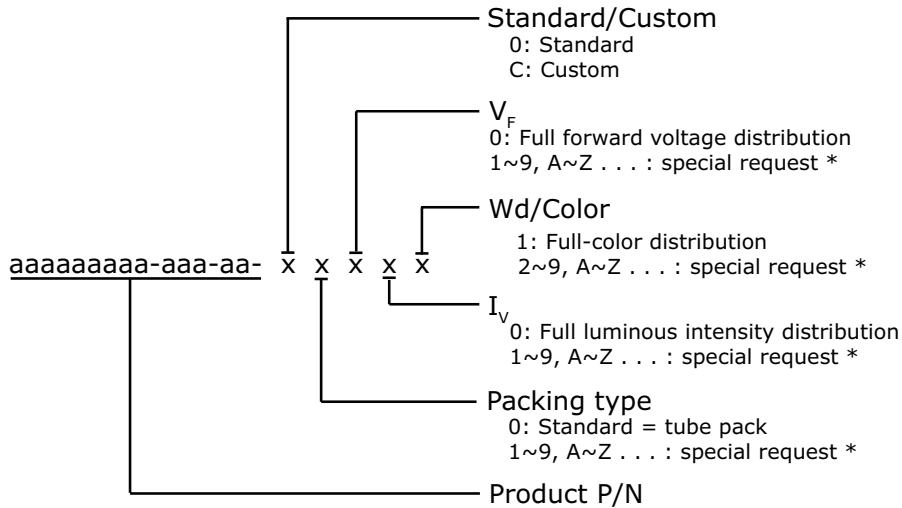 Standard/Custom
0: Standard
C: Custom
VF
0: Full forward voltage distribution
1~9, A~Z . . . : special request *
Wd/Color
1: Full-color distribution
2~9, A~Z . . . : special request *
aaaaaaaaa-aaa-aa- x x x x x
IV
0: Full luminous intensity distribution
1~9, A~Z . . . : special request *
Packing type
0: Standard = tube pack
1~9, A~Z . . . : special request *
Product P/N